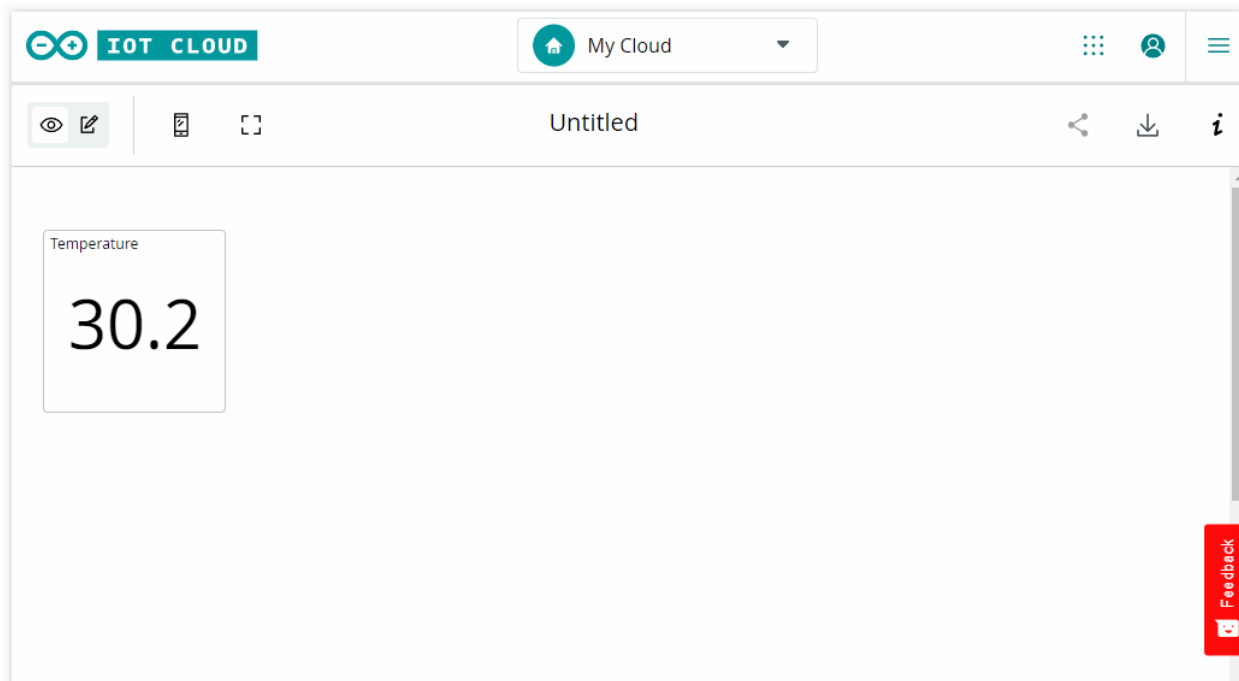 IOT CLOUD
My Cloud
Untitled
i
Temperature
30.2
Feedback